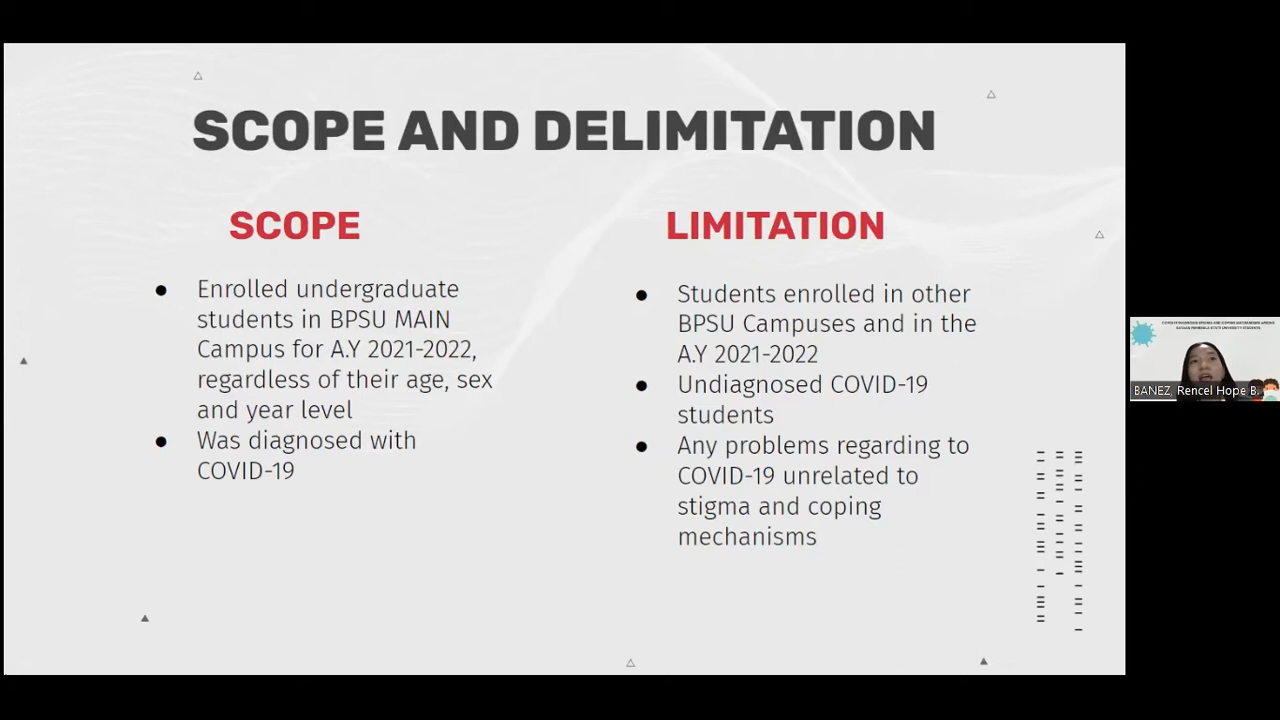 SCOPE AND DELIMITATION
SCOPE
● Enrolled undergraduate
students in BPSU MAIN
Campus for A.Y 2021-2022,
regardless of their age, sex
and year level
● Was diagnosed with
COVID-19
LIMITATION
● Students enrolled in other
BPSU Campuses and in the
A.Y 2021-2022
● Undiagnosed COVID-19
students
● Any problems regarding to
COVID-19 unrelated to
stigma and coping
mechanisms
BANEZ, Rencel Hope B.